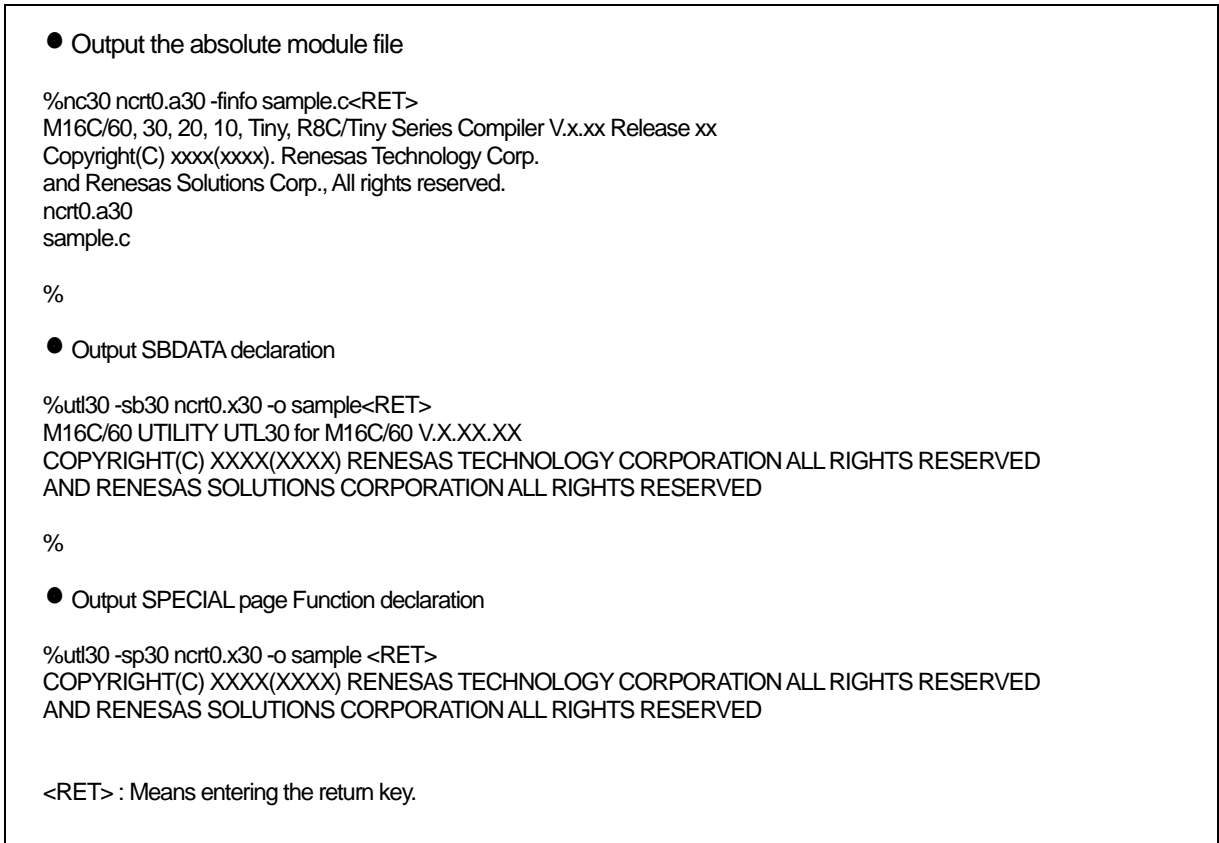 ● Output the absolute module file
%nc30 ncrt0.a30 -finfo sample.c<RET>
M16C/60, 30, 20, 10, Tiny, R8C/Tiny Series Compiler V.x.xx Release xx
Copyright(C) xxxx(xxxx). Renesas Technology Corp.
and Renesas Solutions Corp., All rights reserved.
ncrt0.a30
sample.c
%
● Output SBDATA declaration
%utl30 -sb30 ncrt0.x30 -o sample<RET>
M16C/60 UTILITY UTL30 for M16C/60 V.X.XX.XX
COPYRIGHT(C) XXXX(XXXX) RENESAS TECHNOLOGY CORPORATION ALL RIGHTS RESERVED
AND RENESAS SOLUTIONS CORPORATION ALL RIGHTS RESERVED
%
● Output SPECIAL page Function declaration
%utl30 -sp30 ncrt0.x30 -o sample <RET>
COPYRIGHT(C) XXXX(XXXX) RENESAS TECHNOLOGY CORPORATION ALL RIGHTS RESERVED
AND RENESAS SOLUTIONS CORPORATION ALL RIGHTS RESERVED
<RET> : Means entering the return key.